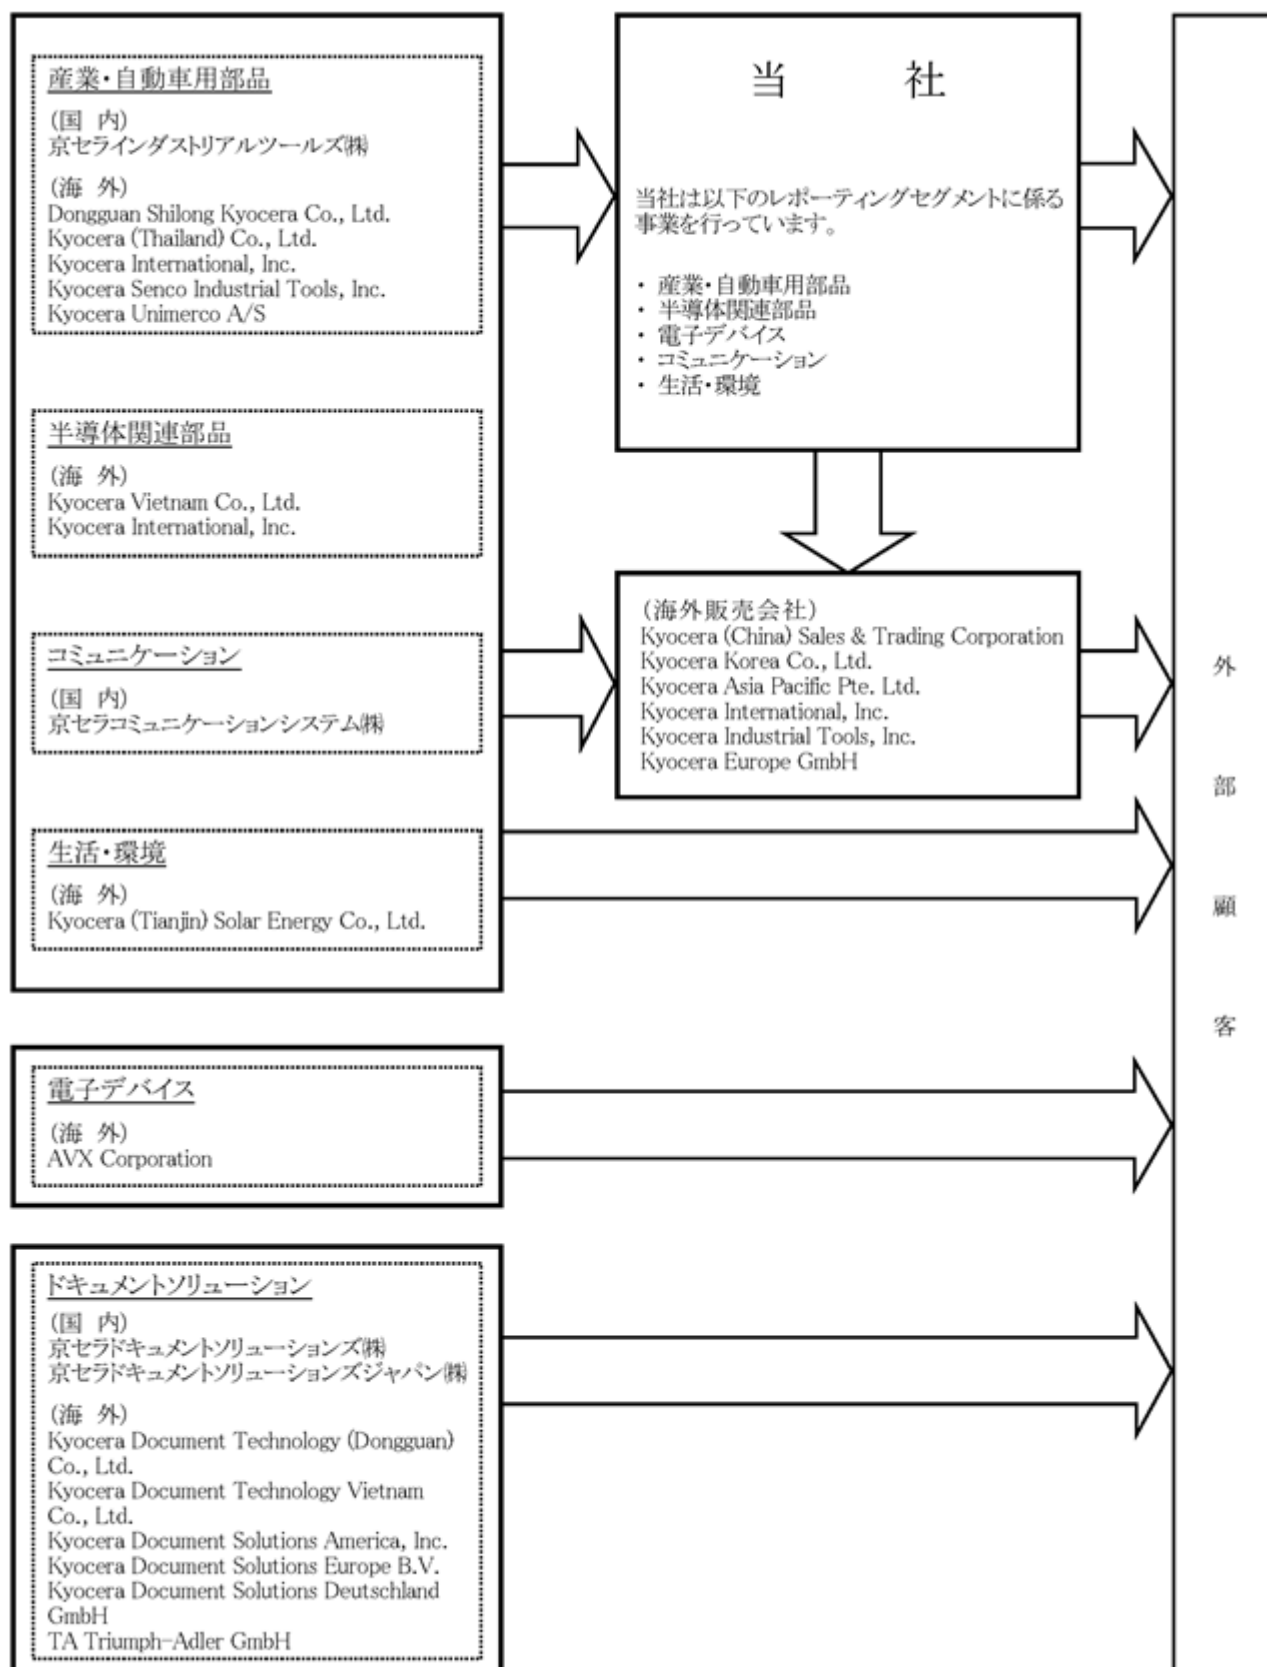 産業・自動車用部品
(国 内)
京セラインダストリアルツールズ㈱
(海 外)
Dongguan Shilong Kyocera Co., Ltd.
Kyocera (Thailand) Co., Ltd.
Kyocera International, Inc.
Kyocera Senco Industrial Tools, Inc.
Kyocera Unimerco A/S
半導体関連部品
(海 外)
Kyocera Vietnam Co., Ltd.
Kyocera International, Inc.
コミュニケーション
(国 内)
京セラコミュニケーションシステム㈱
生活・環境
(海 外)
Kyocera (Tianjin) Solar Energy Co., Ltd.
当 社
当社は以下のレポーティングセグメントに係る
事業を行っています。
・ 産業・自動車用部品
・ 半導体関連部品
・ 電子デバイス
・ コミュニケーション
・ 生活・環境
(海外販売会社)
Kyocera (China) Sales & Trading Corporation
Kyocera Korea Co., Ltd.
Kyocera Asia Pacific Pte. Ltd.
Kyocera International, Inc.
Kyocera Industrial Tools, Inc.
Kyocera Europe GmbH
電子デバイス
(海 外)
AVX Corporation
ドキュメントソリューション
(国 内)
京セラドキュメントソリューションズ㈱
京セラドキュメントソリューションズジャパン㈱
(海 外)
Kyocera Document Technology (Dongguan)
Co., Ltd.
Kyocera Document Technology Vietnam
Co., Ltd.
Kyocera Document Solutions America, Inc.
Kyocera Document Solutions Europe B.V.
Kyocera Document Solutions Deutschland
GmbH
TA Triumph-Adler GmbH
外部顧客